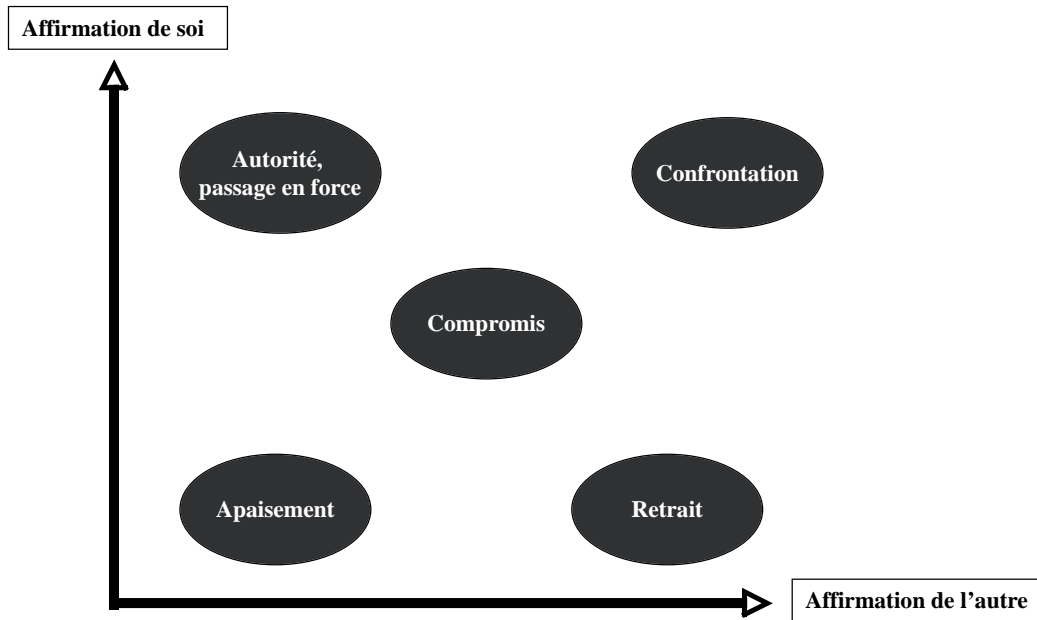 Affirmation de soi
Autorité,
passage en force
Confrontation
Compromis
Apaisement
Retrait
Affirmation de l'autre